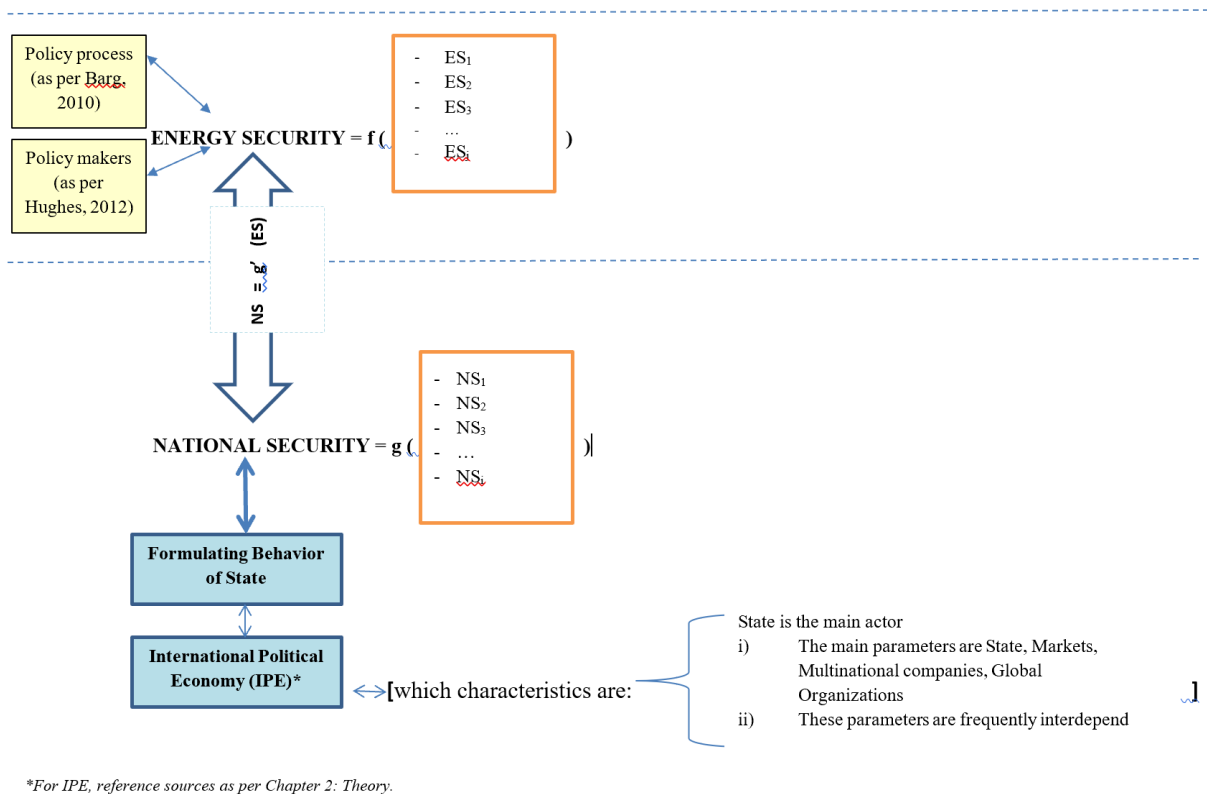 Policy process
(as per Barg,
2010)
- ES₁
- ES₂
- ES₃
- ...
- ESᵢ
ENERGY SECURITY = f ( )
Policy makers
(as per
Hughes, 2012)
NS = g’ (ES)
- NS₁
- NS₂
- NS₃
- …
- NSᵢ
NATIONAL SECURITY = g ( )
Formulating Behavior
of State
International Political
Economy (IPE)*
[which characteristics are:
State is the main actor
i) The main parameters are State, Markets,
Multinational companies, Global
Organizations
ii) These parameters are frequently interdepend
]
*For IPE, reference sources as per Chapter 2: Theory.